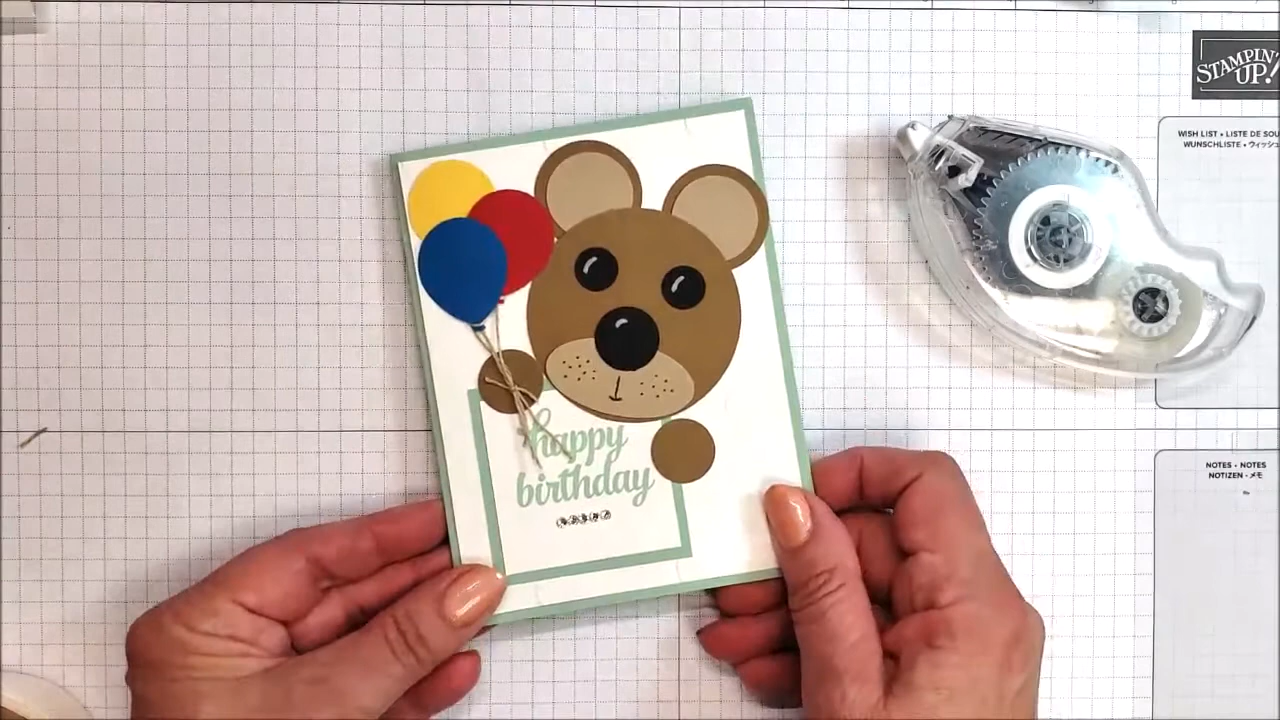 STAMPIN'
UP!
WISH LIST • LISTE DE
WUNSCHLISTE • ウィッシュ
happy
birthday
NOTES • NOTES
NOTIZEN • メモ